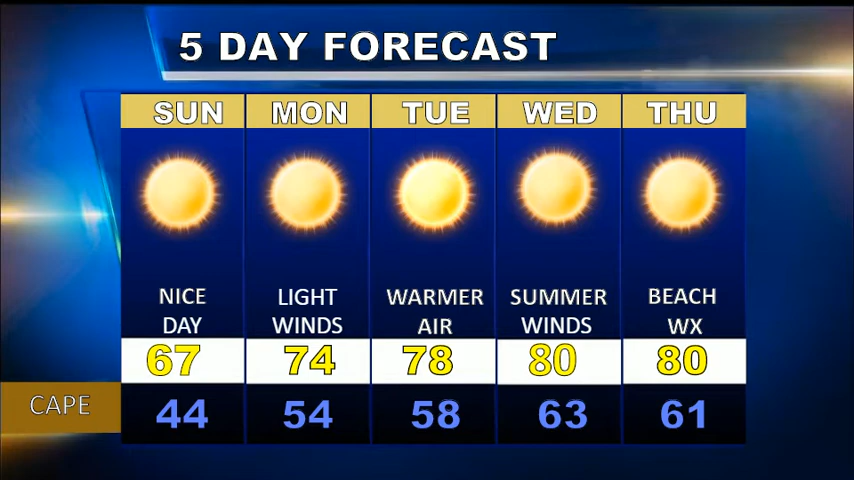 5 DAY FORECAST
SUN MON TUE WED THU
NICE DAY
LIGHT WINDS
WARMER AIR
SUMMER WINDS
BEACH WX
67 74 78 80 80
CAPE
44 54 58 63 61